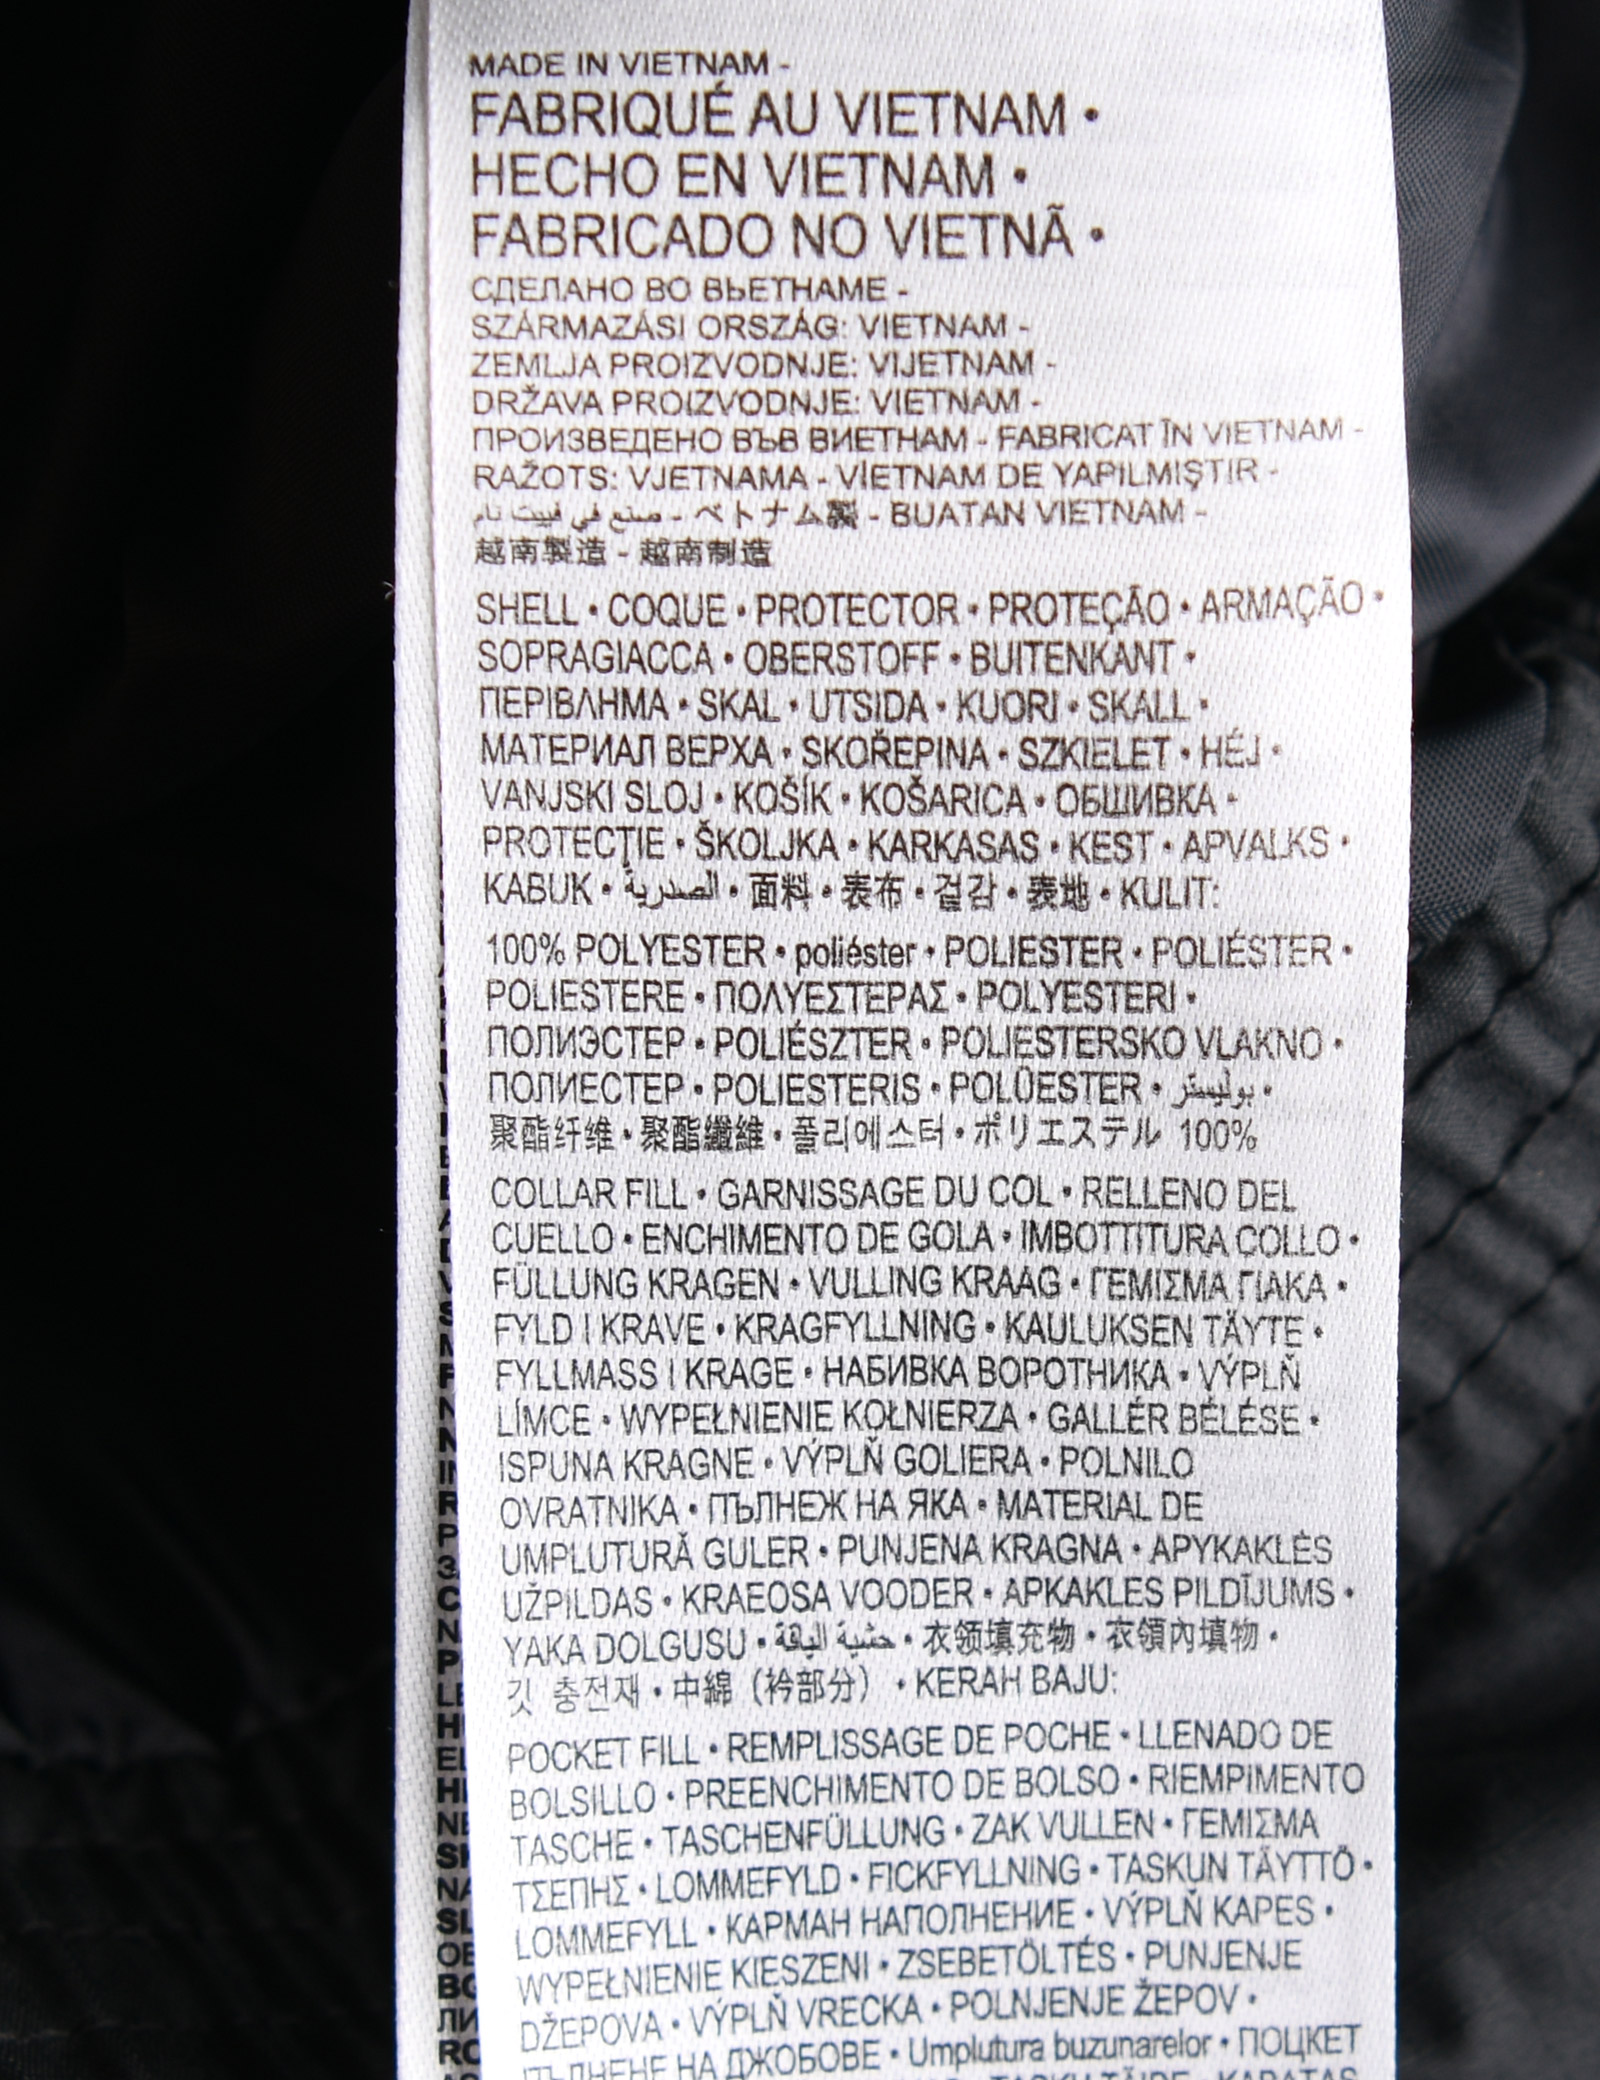 MADE IN VIETNAM -
FABRIQUÉ AU VIETNAM •
HECHO EN VIETNAM •
FABRICADO NO VIETNÃ •
СДЕЛАНО ВО ВЬЕТНАМЕ -
SZÁRMAZÁSI ORSZÁG: VIETNAM -
ZEMLJA PROIZVODNJE: VIJETNAM -
DRŽAVA PROIZVODNJE: VIETNAM -
ПРОИЗВЕДЕНО ВЪВ ВИЕТНАМ - FABRICAT ÎN VIETNAM -
RAŽOTS: VJETNAMA - VİETNAM DE YAPILMIŞTIR -
صنع في فييت نام - ベトナム製 - BUATAN VIETNAM -
越南製造 - 越南制造
SHELL • COQUE • PROTECTOR • PROTEÇÃO • ARMAÇÃO •
SOPRAGIACCA • OBERSTOFF • BUITENKANT •
ΠΕΡΙΒΛΗΜΑ • SKAL • UTSIDA • KUORI • SKALL •
МАТЕРИАЛ ВЕРХА • SKOŘEPINA • SZKIELET • HÉJ •
VANJSKI SLOJ • KOŠÍK • KOŠARICA • ОБШИВКА •
PROTECŢIE • ŠKOLJKA • KARKASAS • KEST • APVALKS •
KABUK • الصدرية • 面料 • 表布 • 겉감 • 表地 • KULIT:
100% POLYESTER • poliéster • POLIESTER • POLIÉSTER •
POLIESTERE • ΠΟΛΥΕΣΤΕΡΑΣ • POLYESTERI •
ПОЛИЭСТЕР • POLIÉSZTER • POLIESTERSKO VLAKNO •
ПОЛИЕСТЕР • POLIESTERIS • POLÜESTER • بوليستر •
聚酯纤维 • 聚酯纖維 • 폴리에스터 • ポリエステル 100%
COLLAR FILL • GARNISSAGE DU COL • RELLENO DEL
CUELLO • ENCHIMENTO DE GOLA • IMBOTTITURA COLLO •
FÜLLUNG KRAGEN • VULLING KRAAG • ΓΕΜΙΣΜΑ ΓΙΑΚΑ •
FYLD I KRAVE • KRAGFYLLNING • KAULUKSEN TÄYTE •
FYLLMASS I KRAGE • НАБИВКА ВОРОТНИКА • VÝPLŇ
LÍMCE • WYPEŁNIENIE KOŁNIERZA • GALLÉR BÉLÉSE •
ISPUNA KRAGNE • VÝPLŇ GOLIERA • POLNILO
OVRATNIKA • ПЪЛНЕЖ НА ЯКА • MATERIAL DE
UMPLUTURĂ GULER • PUNJENA KRAGNA • APYKAKLĖS
UŽPILDAS • KRAEOSA VOODER • APKAKLES PILDĪJUMS •
YAKA DOLGUSU • حشية الياقة • 衣领填充物 • 衣領內填物 •
깃 충전재 • 中綿（衿部分） • KERAH BAJU:
POCKET FILL • REMPLISSAGE DE POCHE • LLENADO DE
BOLSILLO • PREENCHIMENTO DE BOLSO • RIEMPIMENTO
TASCHE • TASCHENFÜLLUNG • ZAK VULLEN • ΓΕΜΙΣΜΑ
ΤΣΕΠΗΣ • LOMMEFYLD • FICKFYLLNING • TASKUN TÄYTTÖ •
LOMMEFYLL • КАРМАН НАПОЛНЕНИЕ • VÝPLŇ KAPES •
WYPEŁNIENIE KIESZENI • ZSEBETÖLTÉS • PUNJENJE
DŽEPOVA • VÝPLŇ VRECKA • POLNJENJE ŽEPOV •
ПЪЛНЕНЕ НА ДЖОБОВЕ • Umplutura buzunarelor • ПОЦКЕТ